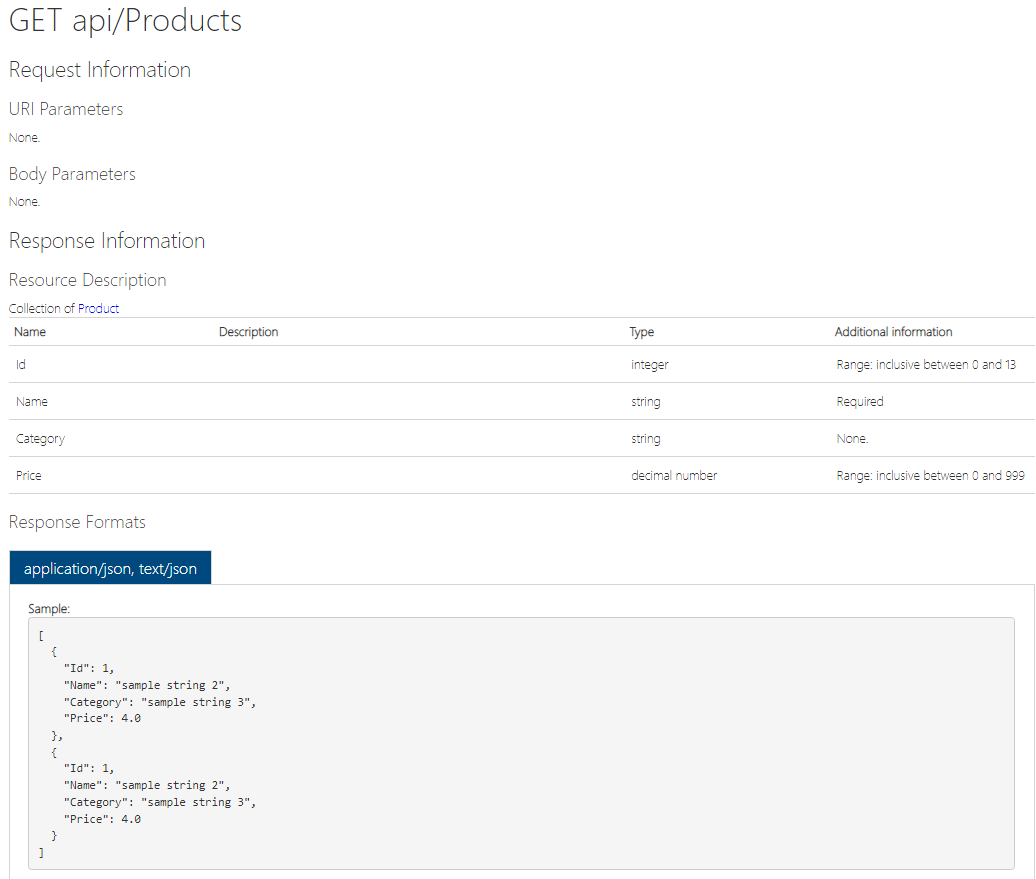 GET api/Products
Request Information
URI Parameters
None.
Body Parameters
None.
Response Information
Resource Description
Collection of Product
Name Description Type Additional information
Id integer Range: inclusive between 0 and 13
Name string Required
Category string None.
Price decimal number Range: inclusive between 0 and 999
Response Formats
application/json, text/json
Sample:
[
  {
    "Id": 1,
    "Name": "sample string 2",
    "Category": "sample string 3",
    "Price": 4.0
  },
  {
    "Id": 1,
    "Name": "sample string 2",
    "Category": "sample string 3",
    "Price": 4.0
  }
]